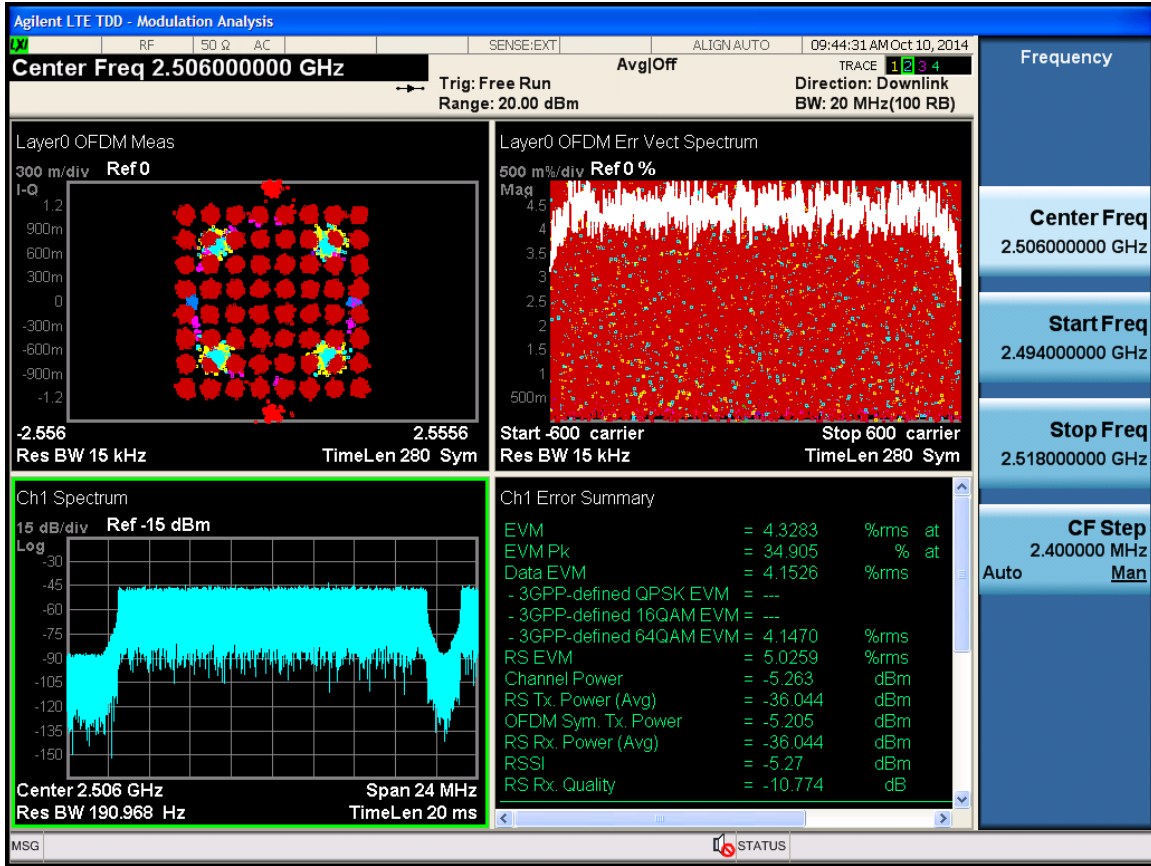 Agilent LTE TDD - Modulation Analysis
LXI RF 50 Ω AC SENSE:EXT ALIGN AUTO 09:44:31 AM Oct 10, 2014
Center Freq 2.506000000 GHz
Avg|Off
TRACE 1 2 3 4
Trig: Free Run
Direction: Downlink
Range: 20.00 dBm
BW: 20 MHz(100 RB)
Layer0 OFDM Meas
300 m/div Ref 0
I-Q
1.2
900m
600m
300m
0
-300m
-600m
-900m
-1.2
-2.556 2.5556
Res BW 15 kHz TimeLen 280 Sym
Layer0 OFDM Err Vect Spectrum
500 m%/div Ref 0 %
Mag
4.5
4
3.5
3
2.5
2
1.5
1
500m
Start -600 carrier Stop 600 carrier
Res BW 15 kHz TimeLen 280 Sym
Ch1 Spectrum
15 dB/div Ref -15 dBm
Log
-30
-45
-60
-75
-90
-105
-120
-135
-150
Center 2.506 GHz Span 24 MHz
Res BW 190.968 Hz TimeLen 20 ms
Ch1 Error Summary
EVM = 4.3283 %rms at
EVM Pk = 34.905 % at
Data EVM = 4.1526 %rms
- 3GPP-defined QPSK EVM = ---
- 3GPP-defined 16QAM EVM = ---
- 3GPP-defined 64QAM EVM = 4.1470 %rms
RS EVM = 5.0259 %rms
Channel Power = -5.263 dBm
RS Tx. Power (Avg) = -36.044 dBm
OFDM Sym. Tx. Power = -5.205 dBm
RS Rx. Power (Avg) = -36.044 dBm
RSSI = -5.27 dBm
RS Rx. Quality = -10.774 dB
Frequency
Center Freq
2.506000000 GHz
Start Freq
2.494000000 GHz
Stop Freq
2.518000000 GHz
CF Step
2.400000 MHz
Auto Man
MSG STATUS